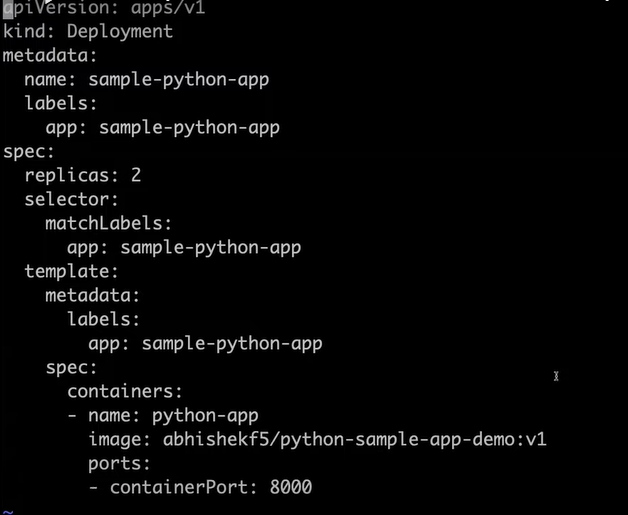 apiVersion: apps/v1
kind: Deployment
metadata:
  name: sample-python-app
  labels:
    app: sample-python-app
spec:
  replicas: 2
  selector:
    matchLabels:
      app: sample-python-app
  template:
    metadata:
      labels:
        app: sample-python-app
    spec:
      containers:
      - name: python-app
        image: abhishekf5/python-sample-app-demo:v1
        ports:
        - containerPort: 8000
~